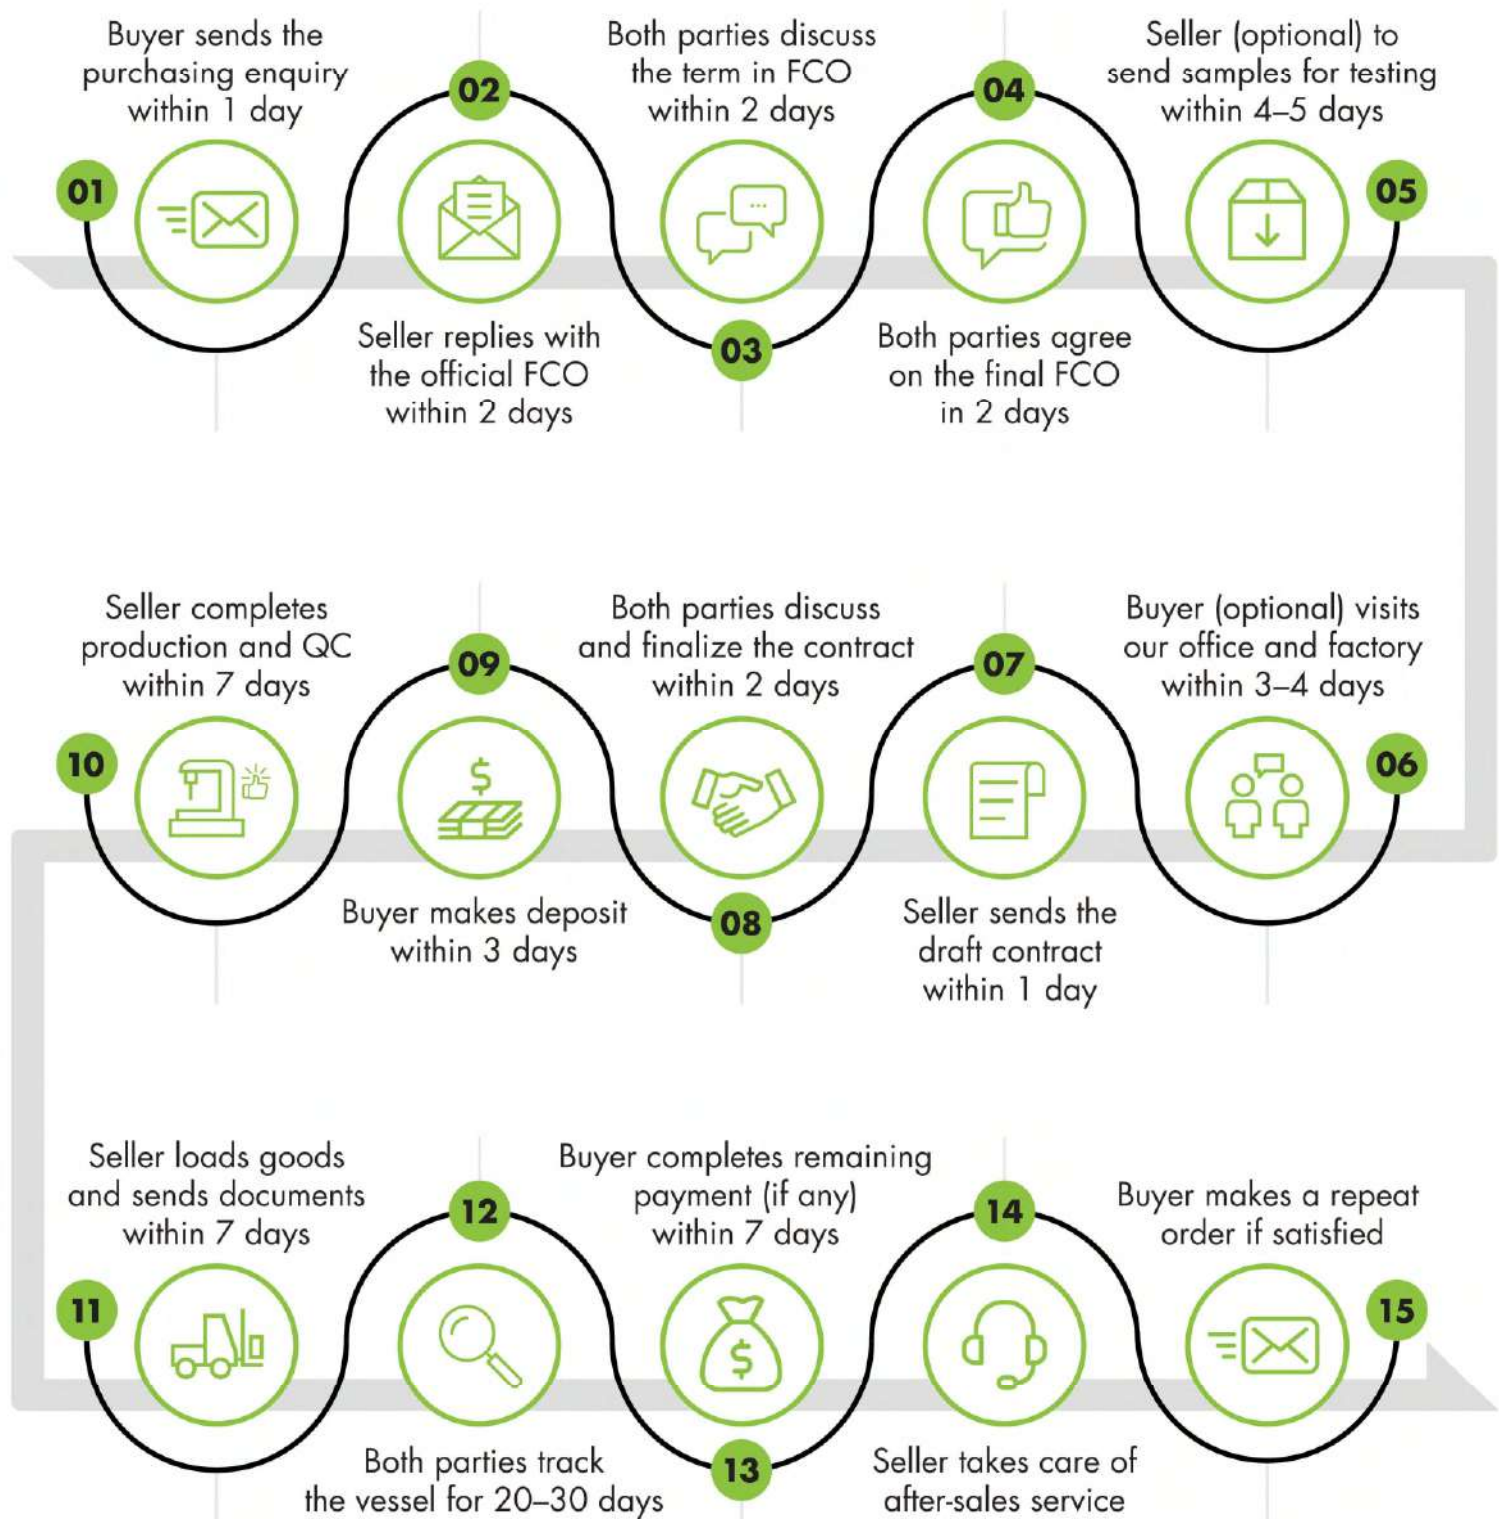 01
Buyer sends the
purchasing enquiry
within 1 day
02
Seller replies with
the official FCO
within 2 days
03
Both parties discuss
the term in FCO
within 2 days
04
Both parties agree
on the final FCO
in 2 days
05
Seller (optional) to
send samples for testing
within 4–5 days
06
Buyer (optional) visits
our office and factory
within 3–4 days
07
Seller sends the
draft contract
within 1 day
08
Both parties discuss
and finalize the contract
within 2 days
09
Buyer makes deposit
within 3 days
10
Seller completes
production and QC
within 7 days
$
11
Seller loads goods
and sends documents
within 7 days
12
Both parties track
the vessel for 20–30 days
13
Buyer completes remaining
payment (if any)
within 7 days
$
14
Seller takes care of
after-sales service
15
Buyer makes a repeat
order if satisfied